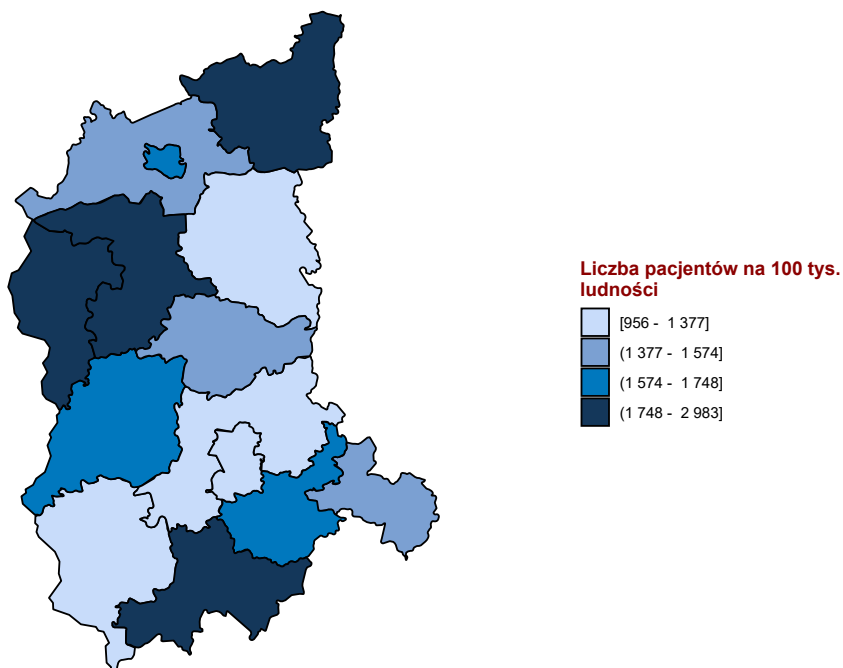 Liczba pacjentów na 100 tys.
ludności
[956 - 1 377]
(1 377 - 1 574]
(1 574 - 1 748]
(1 748 - 2 983]